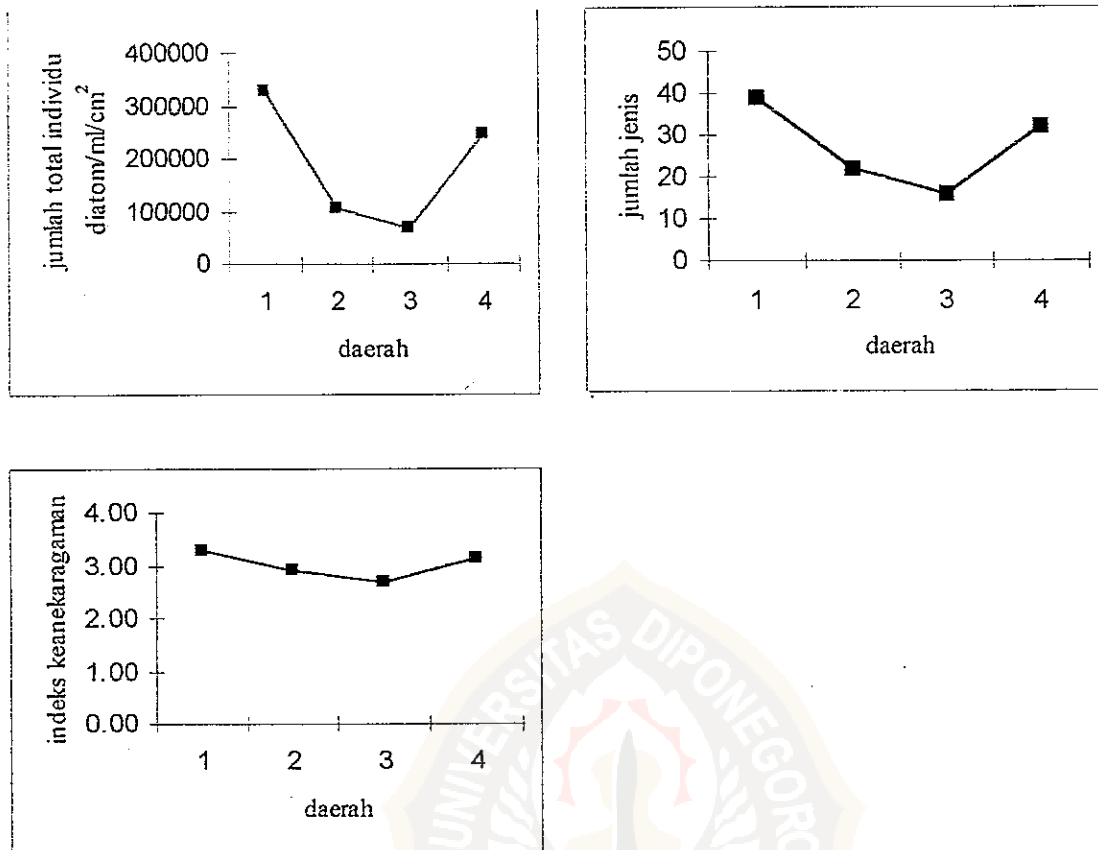 jumlah total individu
diatom/ml/cm²
400000
300000
200000
100000
0
1 2 3 4
daerah
jumlah jenis
50
40
30
20
10
0
1 2 3 4
daerah
indeks keanekaragaman
4.00
3.00
2.00
1.00
0.00
1 2 3 4
daerah
UNIVERSITAS DIPONEGORO